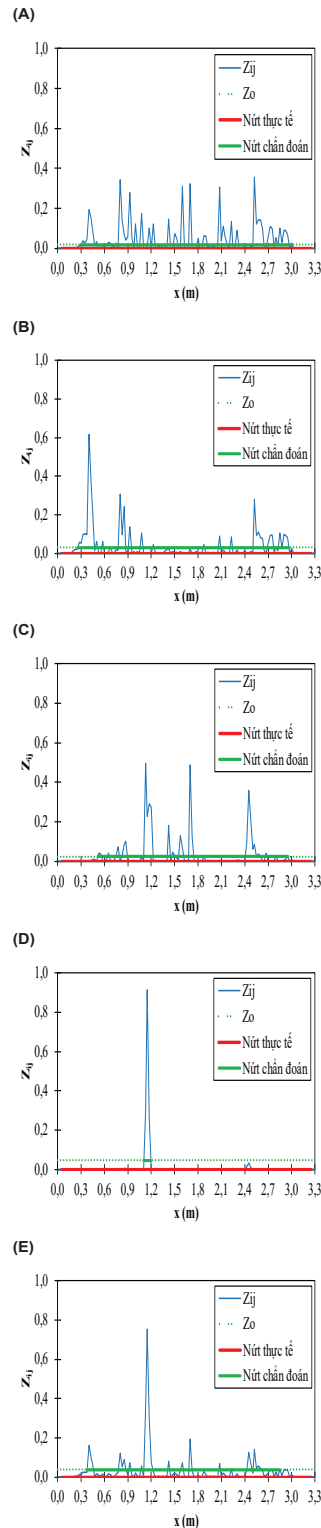 (A)
1,0
0,8
0,6
0,4
0,2
0,0
Zij
Zij
Zo
Nứt thực tế
Nứt chẩn đoán
0,0 0,3 0,6 0,9 1,2 1,5 1,8 2,1 2,4 2,7 3,0 3,3
x (m)
(B)
1,0
0,8
0,6
0,4
0,2
0,0
Zij
Zij
Zo
Nứt thực tế
Nứt chẩn đoán
0,0 0,3 0,6 0,9 1,2 1,5 1,8 2,1 2,4 2,7 3,0 3,3
x (m)
(C)
1,0
0,8
0,6
0,4
0,2
0,0
Zij
Zij
Zo
Nứt thực tế
Nứt chẩn đoán
0,0 0,3 0,6 0,9 1,2 1,5 1,8 2,1 2,4 2,7 3,0 3,3
x (m)
(D)
1,0
0,8
0,6
0,4
0,2
0,0
Zij
Zij
Zo
Nứt thực tế
Nứt chẩn đoán
0,0 0,3 0,6 0,9 1,2 1,5 1,8 2,1 2,4 2,7 3,0 3,3
x (m)
(E)
1,0
0,8
0,6
0,4
0,2
0,0
Zij
Zij
Zo
Nứt thực tế
Nứt chẩn đoán
0,0 0,3 0,6 0,9 1,2 1,5 1,8 2,1 2,4 2,7 3,0 3,3
x (m)